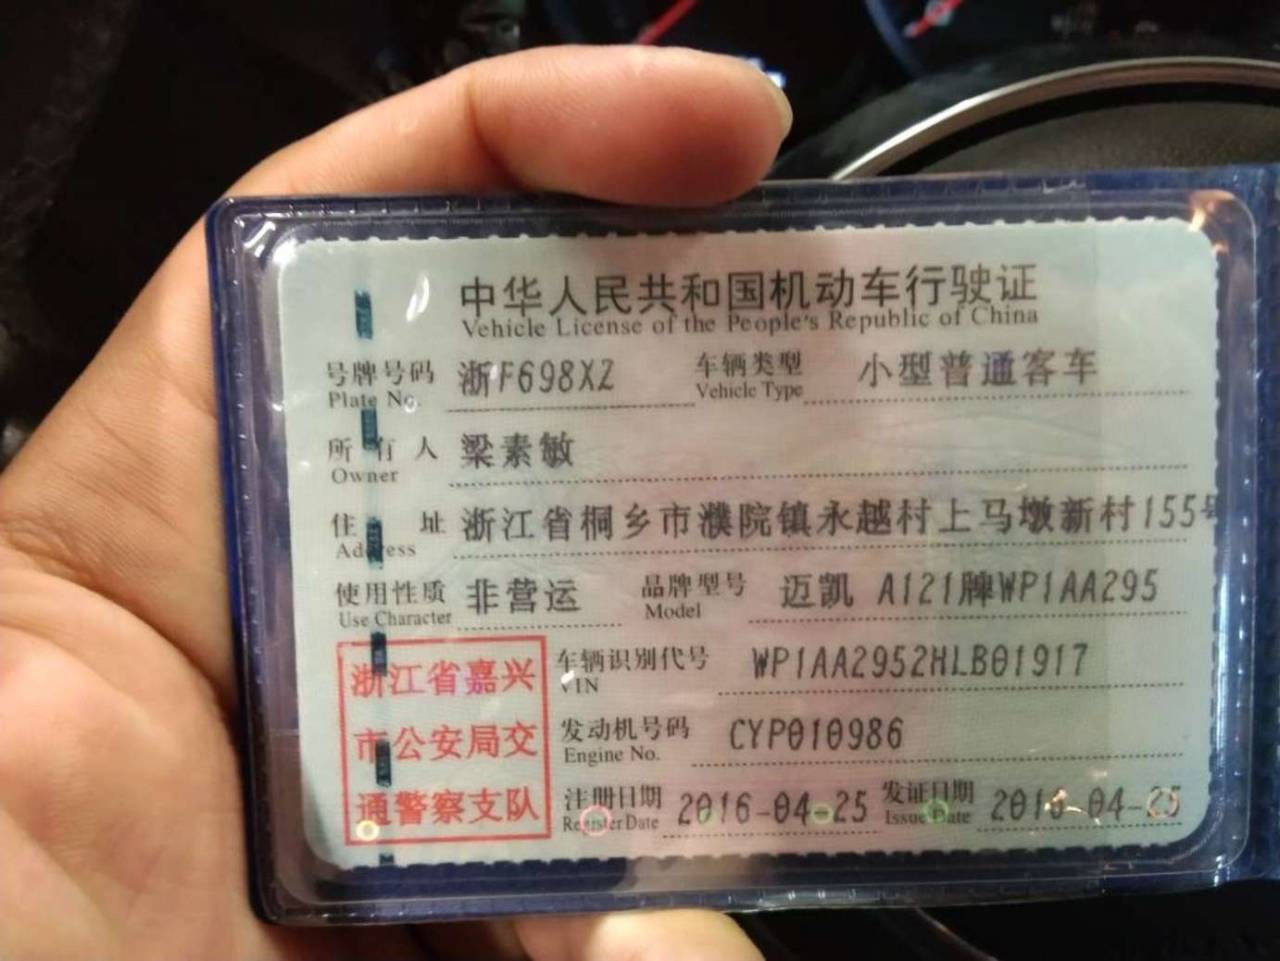 中华人民共和国机动车行驶证
Vehicle License of the People's Republic of China
号牌号码 浙F698XZ 车辆类型 小型普通客车
Plate No. Vehicle Type
所有人 梁素敏
Owner
住址 浙江省桐乡市濮院镇永越村上马墩新村155号
Address
使用性质 非营运 品牌型号 迈凯 A121牌WP1AA295
Use Character Model
浙江省嘉兴
市公安局交
通警察支队
车辆识别代号 WP1AA2952HLB01917
VIN
发动机号码 CYP010986
Engine No.
注册日期 2016-04-25 发证日期 2016-04-25
Register Date Issue Date